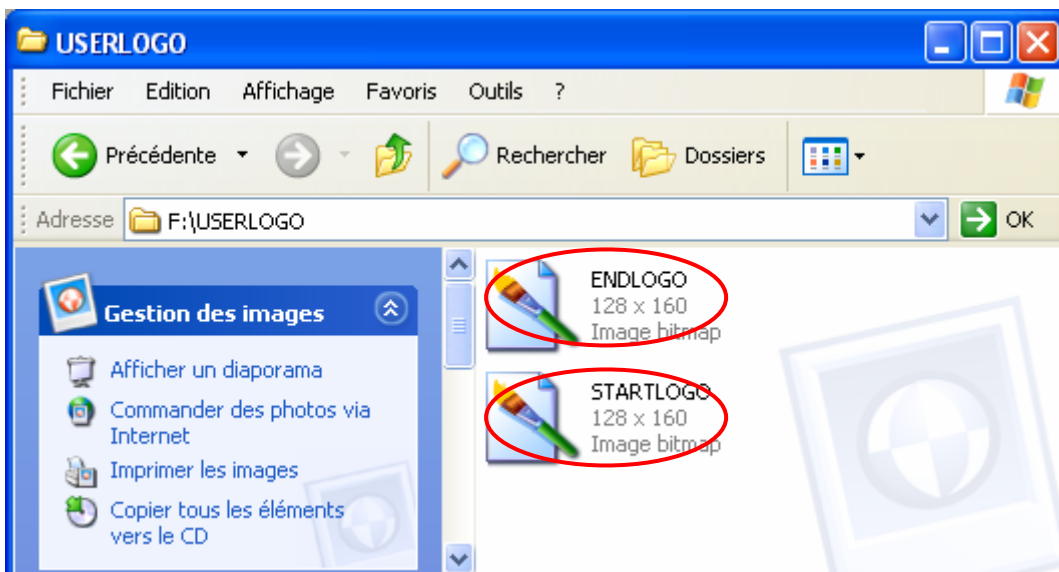 USERLOGO
Fichier Edition Affichage Favoris Outils ?
Précédente Rechercher Dossiers
Adresse F:\USERLOGO OK
Gestion des images
Afficher un diaporama
Commander des photos via
Internet
Imprimer les images
Copier tous les éléments
vers le CD
ENDLOGO
128 x 160
Image bitmap
STARTLOGO
128 x 160
Image bitmap